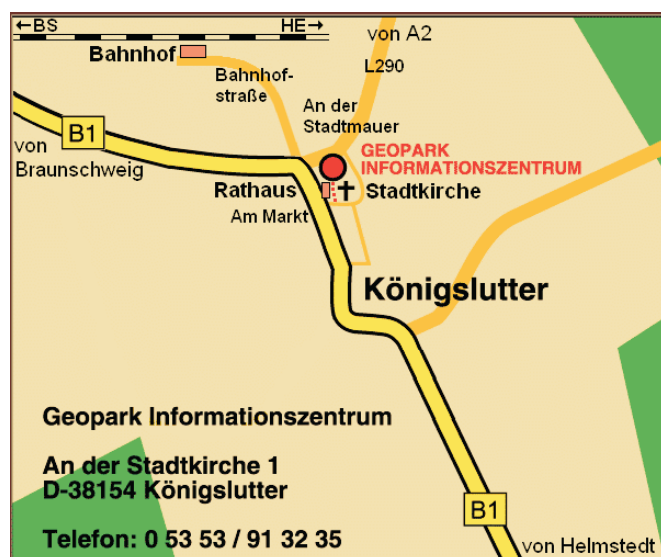 ←BS HE→
von A2
Bahnhof
L290
Bahnhof-
straße
An der
Stadtmauer
B1
von
Braunschweig
GEOPARK
INFORMATIONSZENTRUM
Rathaus
Stadtkirche
Am Markt
Königslutter
Geopark Informationszentrum
An der Stadtkirche 1
D-38154 Königslutter
B1
Telefon: 0 53 53 / 91 32 35
von Helmstedt